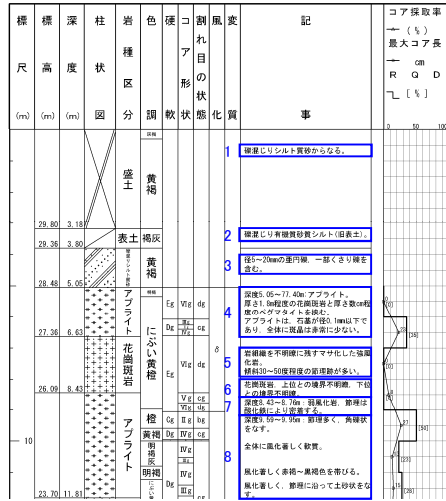 標尺(m)
標高(m)
深度(m)
柱状図
岩種区分
色調
硬軟
コア形状
割れ目の状態
風化
変質
記事
コア採取率
(%)
最大コア長
cm
RQD
[%]
0 50 100
盛土
黄褐
1
礫混じりシルト質砂からなる。
29.80 3.18
表土
褐灰
2
礫混じり有機質砂質シルト(旧表土)。
29.36 3.80
黄褐
3
径5~20mmの亜円礫、一部くさり礫を
含む。
28.48 5.05
アプライト
にぶい黄橙
4
深度5.05~77.40m:アプライト。
厚さ1.8m程度の花崗斑岩と厚さ数cm程
度のペグマタイトを挟む。
アプライトは、石基が径0.1mm以下で
あり、全体に斑晶は非常に少ない。
Eg Ⅵg dg
Dg
cg
Ⅳg
27.36 6.63
[35]
花崗斑岩
Eg
Ⅵg dg
δ
5
岩組織を不明瞭に残すマサ化した強風
化岩。
傾斜30~50度程度の節理跡が多い。
26.09 8.43
6
花崗斑岩、上位との境界不明瞭、下位
との境界不明瞭。
Ⅴg cg
Ⅵg dg
7
深度8.43~8.76m:弱風化岩、節理は
酸化鉄により密着する。
アプライト
橙
Cg Ⅱg bg
[50]
黄褐
Dg Ⅳg cg
10
明褐灰
Ⅳg
明褐
Dg
Ⅲg
Ⅳg
cg
8
深度9.59~9.95m:節理多く、角礫状
をなす。
全体に風化著しく軟質。
風化著しく赤褐~黒褐色を帯びる。
風化著しく、節理に沿って土砂状をな
す。
[23]
[26]
23.70 11.81